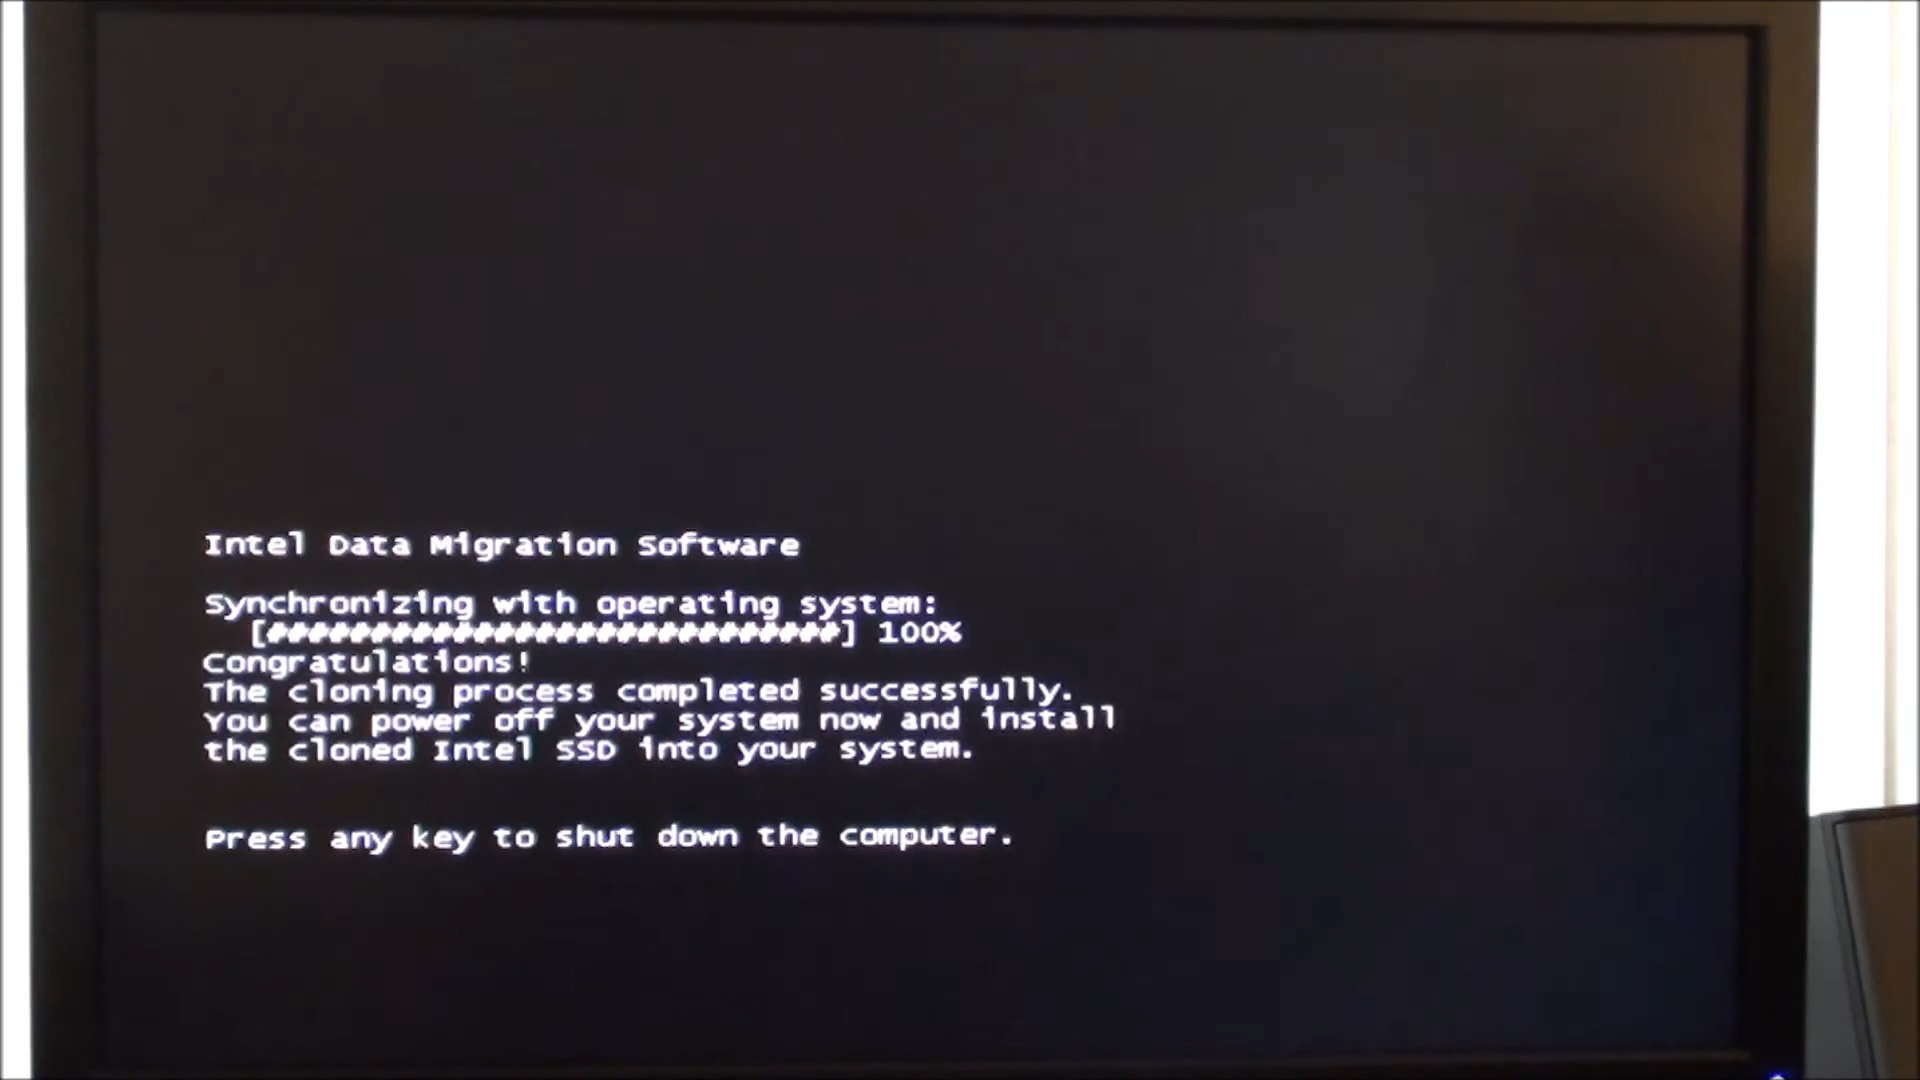 Intel Data Migration Software
Synchronizing with operating system:
[############################] 100%
Congratulations!
The cloning process completed successfully.
You can power off your system now and install
the cloned Intel SSD into your system.
Press any key to shut down the computer.